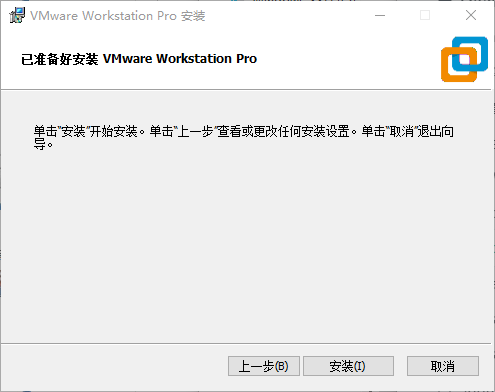 VMware Workstation Pro 安装
已准备好安装 VMware Workstation Pro
单击“安装”开始安装。单击“上一步”查看或更改任何安装设置。单击“取消”退出向
导。
上一步(B) 安装(I) 取消